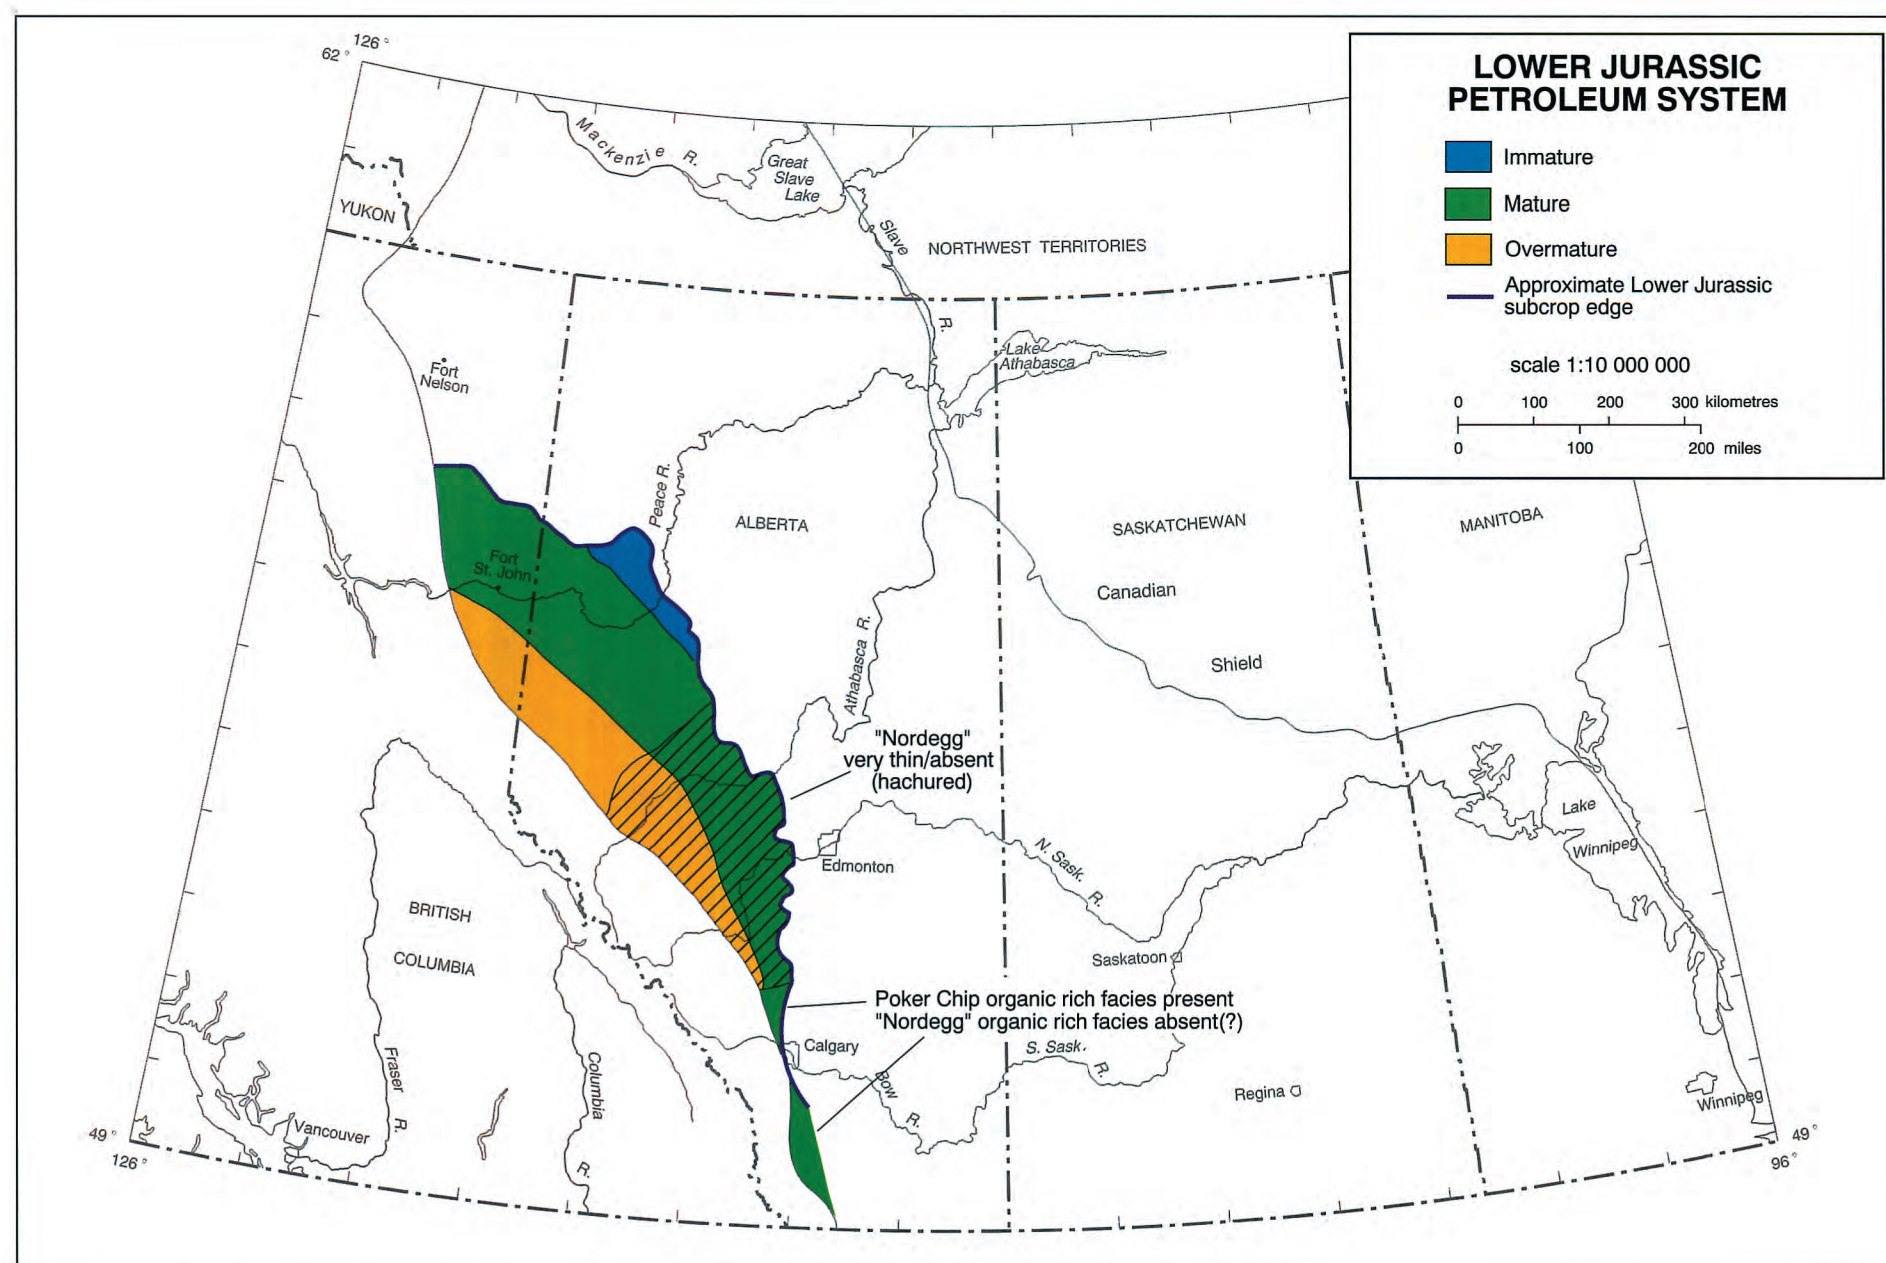 126°
62°
LOWER JURASSIC
PETROLEUM SYSTEM
Immature
Mature
Overmature
Approximate Lower Jurassic
subcrop edge
scale 1:10 000 000
0 100 200 300 kilometres
0 100 200 miles
Mackenzie R.
Great
Slave
Lake
YUKON
Slave
R.
NORTHWEST TERRITORIES
Lake
Athabasca
Fort
Nelson
Peace R.
ALBERTA
SASKATCHEWAN
MANITOBA
Fort
St. John
Canadian
Shield
Athabasca R.
"Nordegg"
very thin/absent
(hachured)
Lake
Winnipeg
Edmonton
N. Sask. R.
BRITISH
COLUMBIA
Saskatoon
Poker Chip organic rich facies present
"Nordegg" organic rich facies absent(?)
Calgary
S. Sask. R.
Bow R.
Fraser R.
Columbia R.
Regina
Winnipeg
Vancouver
49°
126°
49°
96°